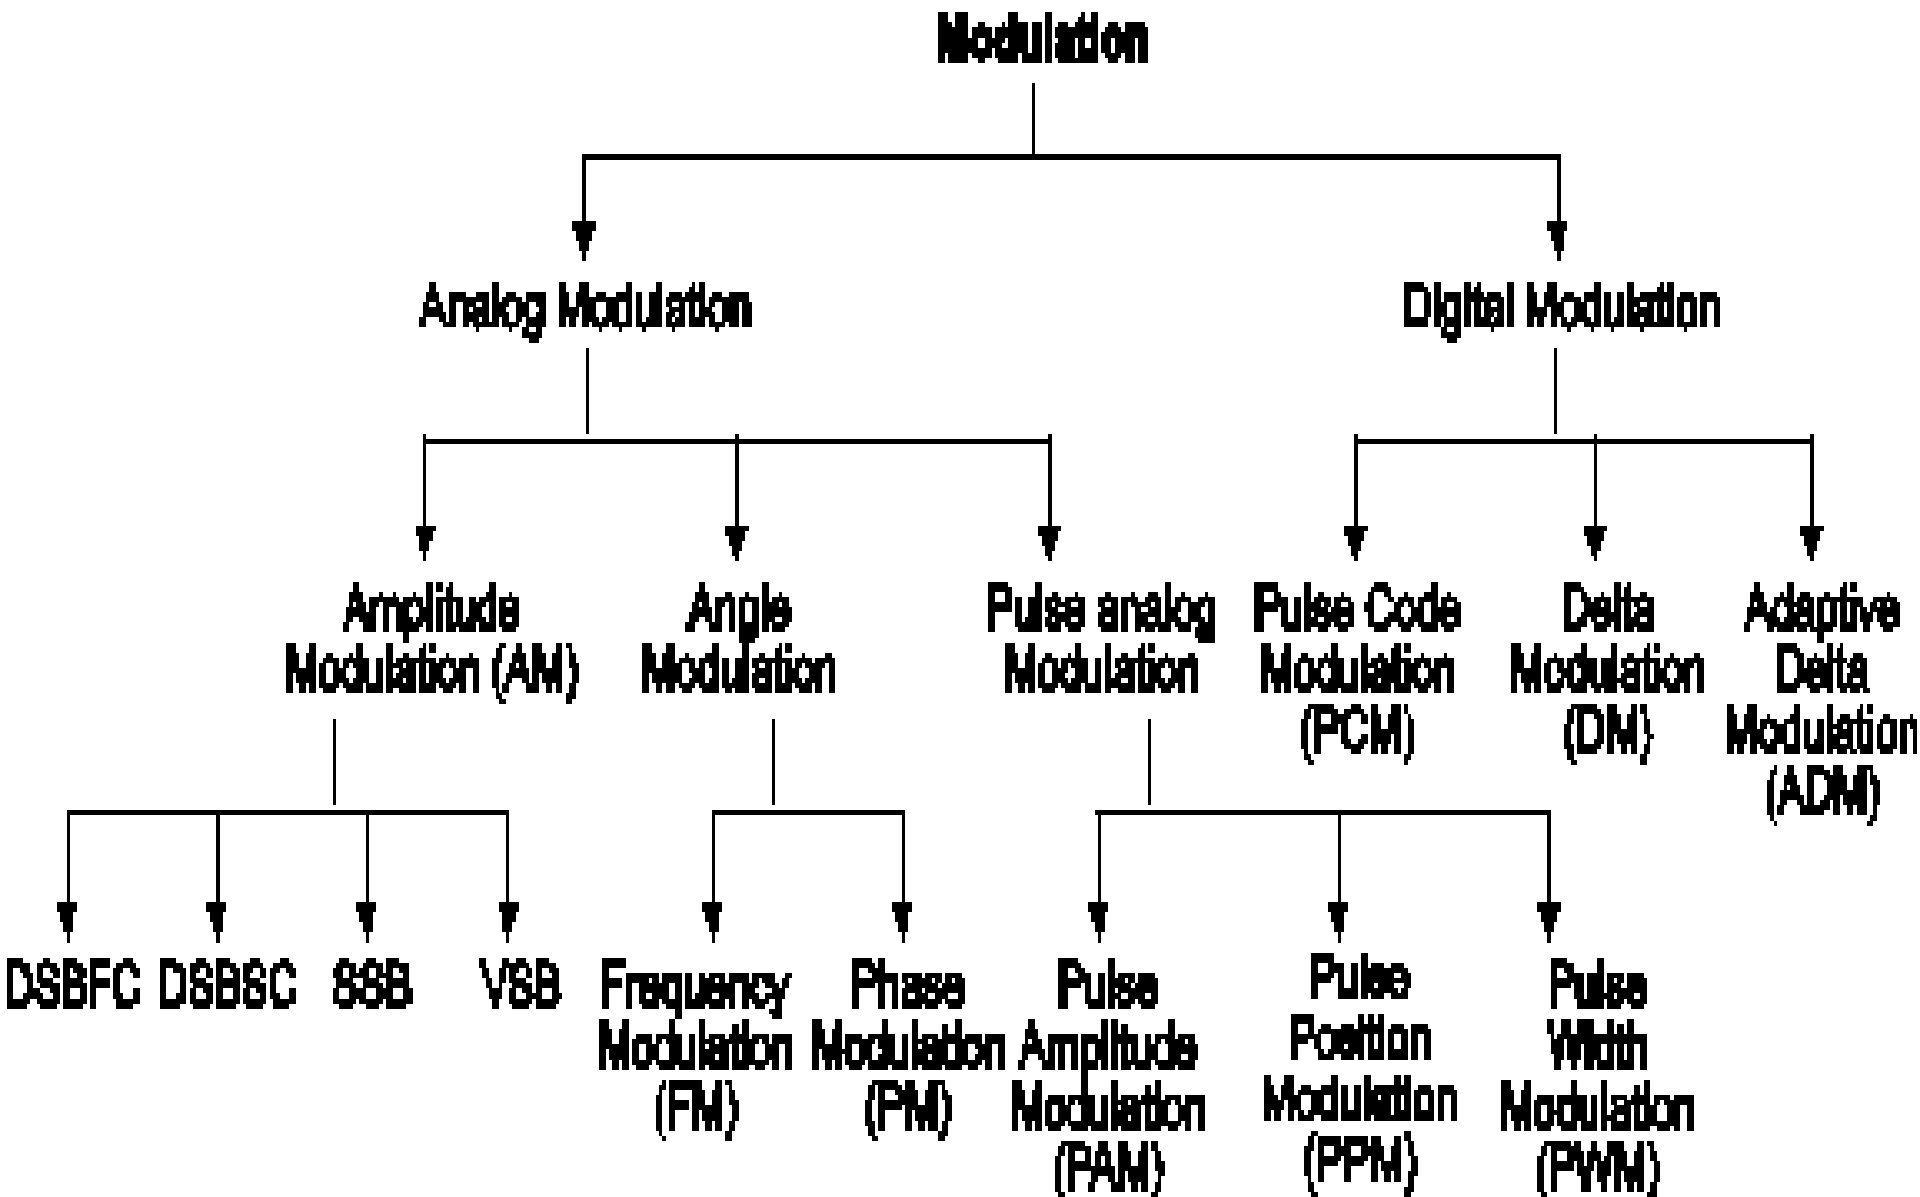 Modulation
Analog Modulation
Digital Modulation
Amplitude
Modulation (AM)
Angle
Modulation
Pulse analog
Modulation
Pulse Code
Modulation
(PCM)
Delta
Modulation
(DM)
Adaptive
Delta
Modulation
(ADM)
DSBFC
DSBSC
SSB
VSB
Frequency
Modulation
(FM)
Phase
Modulation
(PM)
Pulse
Amplitude
Modulation
(PAM)
Pulse
Position
Modulation
(PPM)
Pulse
Width
Modulation
(PWM)